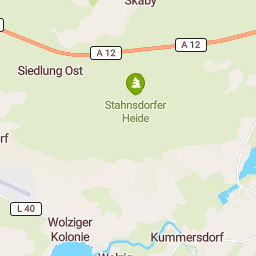 Skaby
A 12
A 12
Siedlung Ost
Stahnsdorfer
Heide
L 40
Wolziger
Kolonie
Kummersdorf